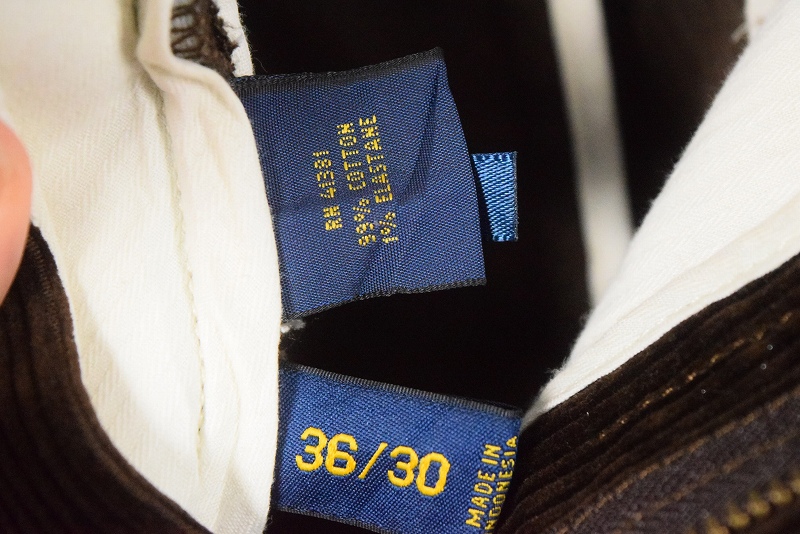 RN 41381
99% COTTON
1% ELASTANE
36/30
MADE IN
INDONESIA